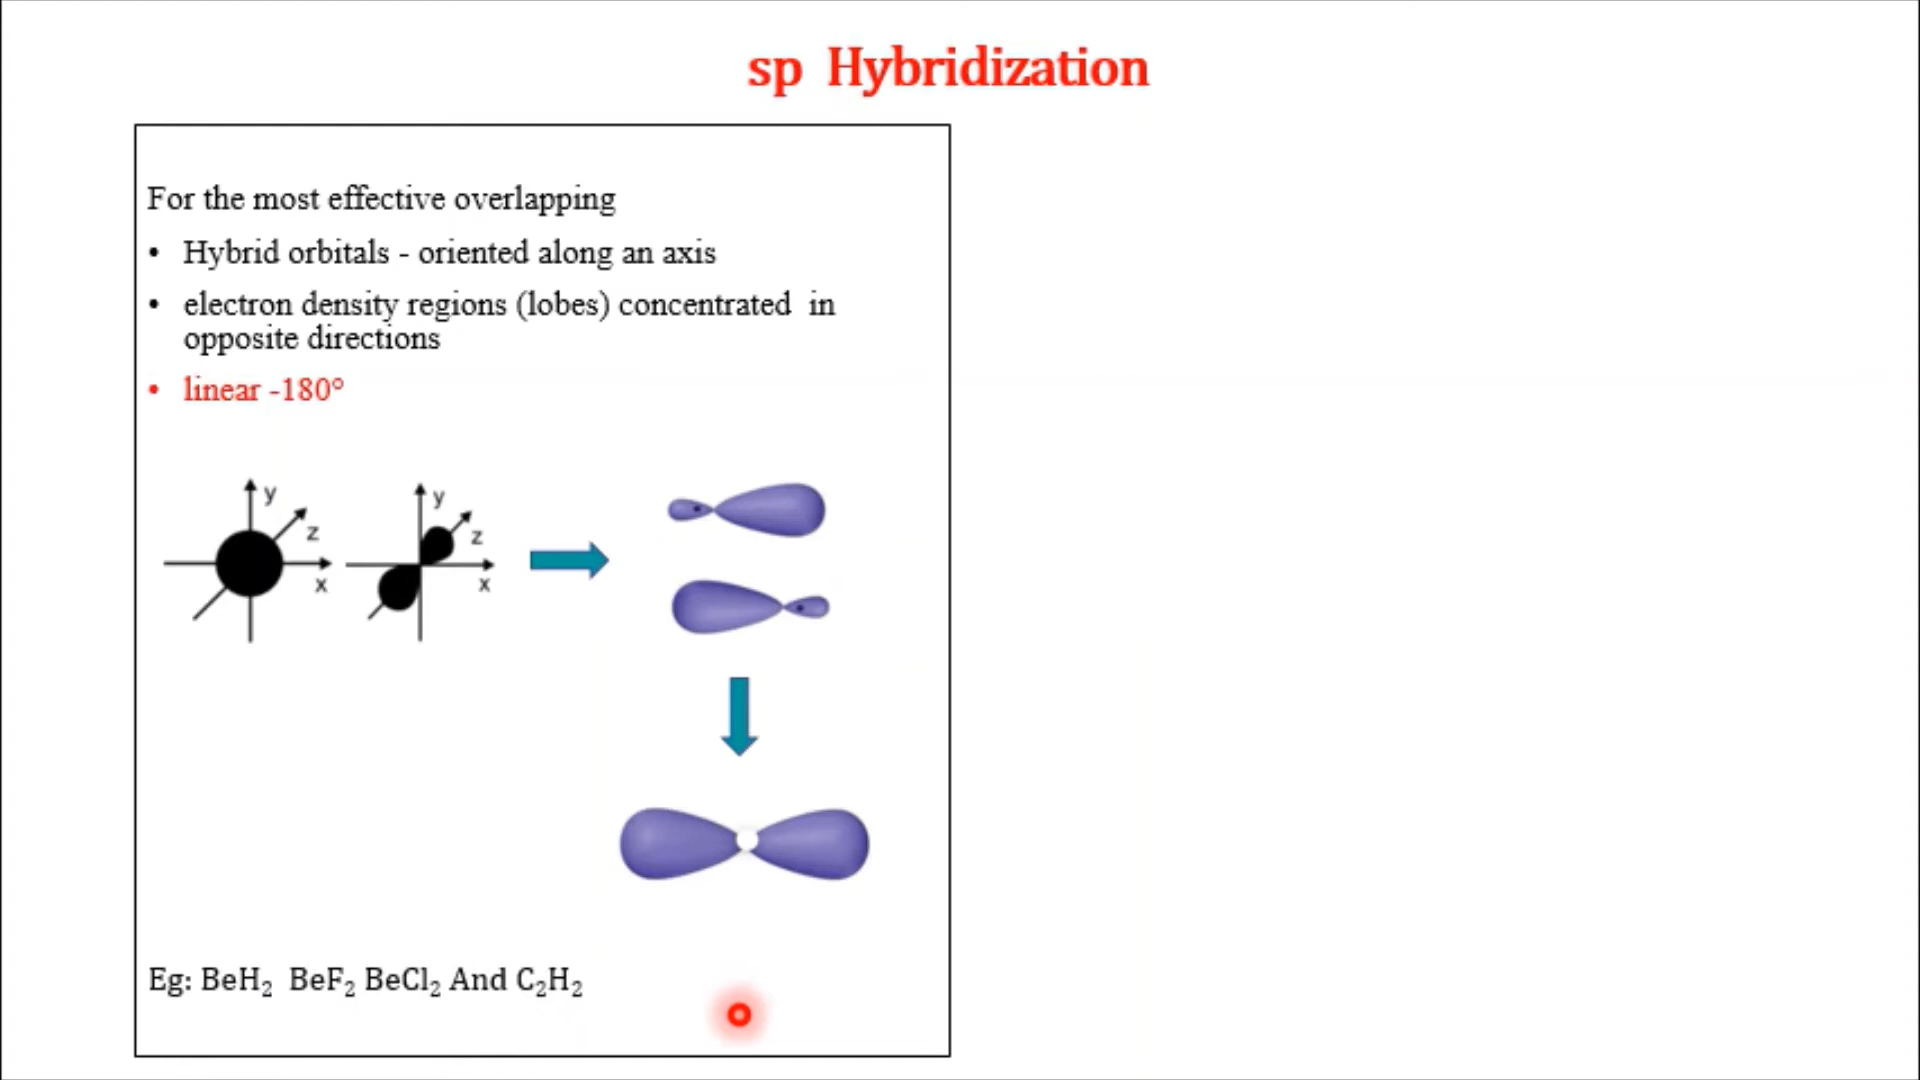 sp Hybridization
For the most effective overlapping
• Hybrid orbitals - oriented along an axis
• electron density regions (lobes) concentrated in
opposite directions
• linear -180°
y
z
x
y
z
x
Eg: BeH₂ BeF₂ BeCl₂ And C₂H₂